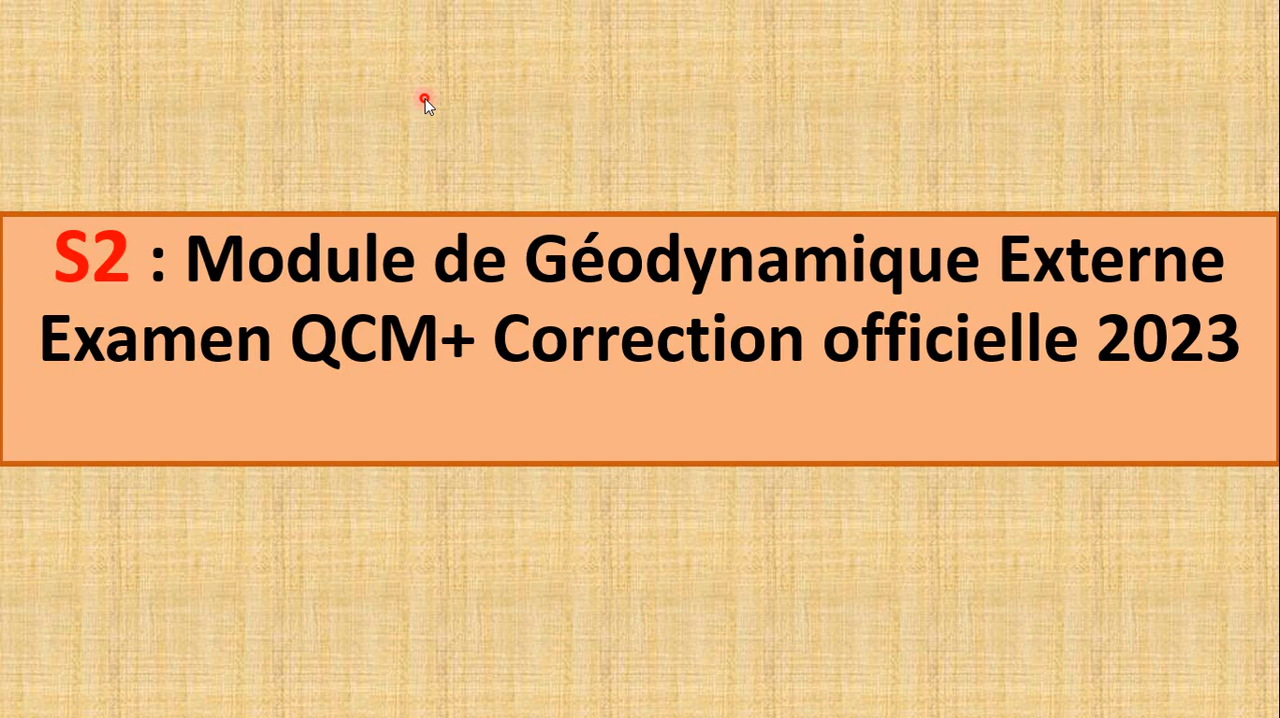 S2 : Module de Géodynamique Externe
Examen QCM+ Correction officielle 2023